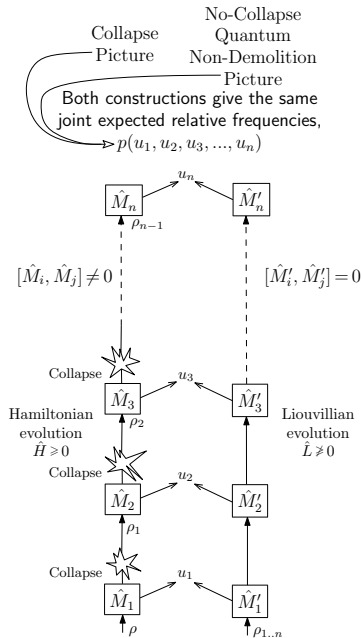 Collapse
Picture
No-Collapse
Quantum
Non-Demolition
Picture
Both constructions give the same
joint expected relative frequencies,
p(u₁, u₂, u₃, ..., uₙ)
M̂ₙ uₙ M̂′ₙ
ρₙ₋₁
[M̂ᵢ, M̂ⱼ] ≠ 0 [M̂′ᵢ, M̂′ⱼ] = 0
Collapse
M̂₃ u₃ M̂′₃
ρ₂
Hamiltonian
evolution
Ĥ ⩾ 0
Liouvillian
evolution
L̂ ⋡ 0
Collapse
M̂₂ u₂ M̂′₂
ρ₁
Collapse
M̂₁ u₁ M̂′₁
ρ ρ₁..ₙ